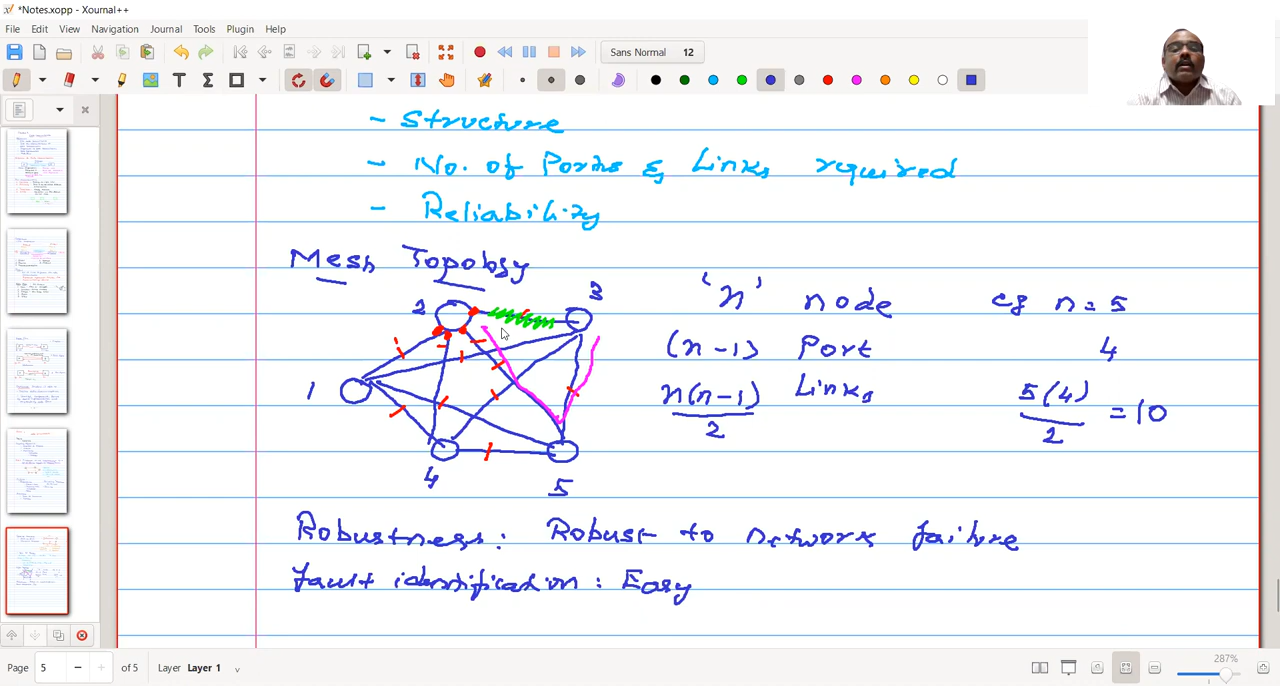 *Notes.xopp - Xournal++
File Edit View Navigation Journal Tools Plugin Help
Sans Normal 12
- Structure
- No. of Ports & Links required
- Reliability
Mesh Topology
2
3
1
4
5
'n' node
eg n = 5
(n-1) Port
4
n(n-1)/2 Links
5(4)/2 = 10
Robustness: Robust to network failure
fault identification : Easy
Page 5 of 5 Layer Layer 1
287%